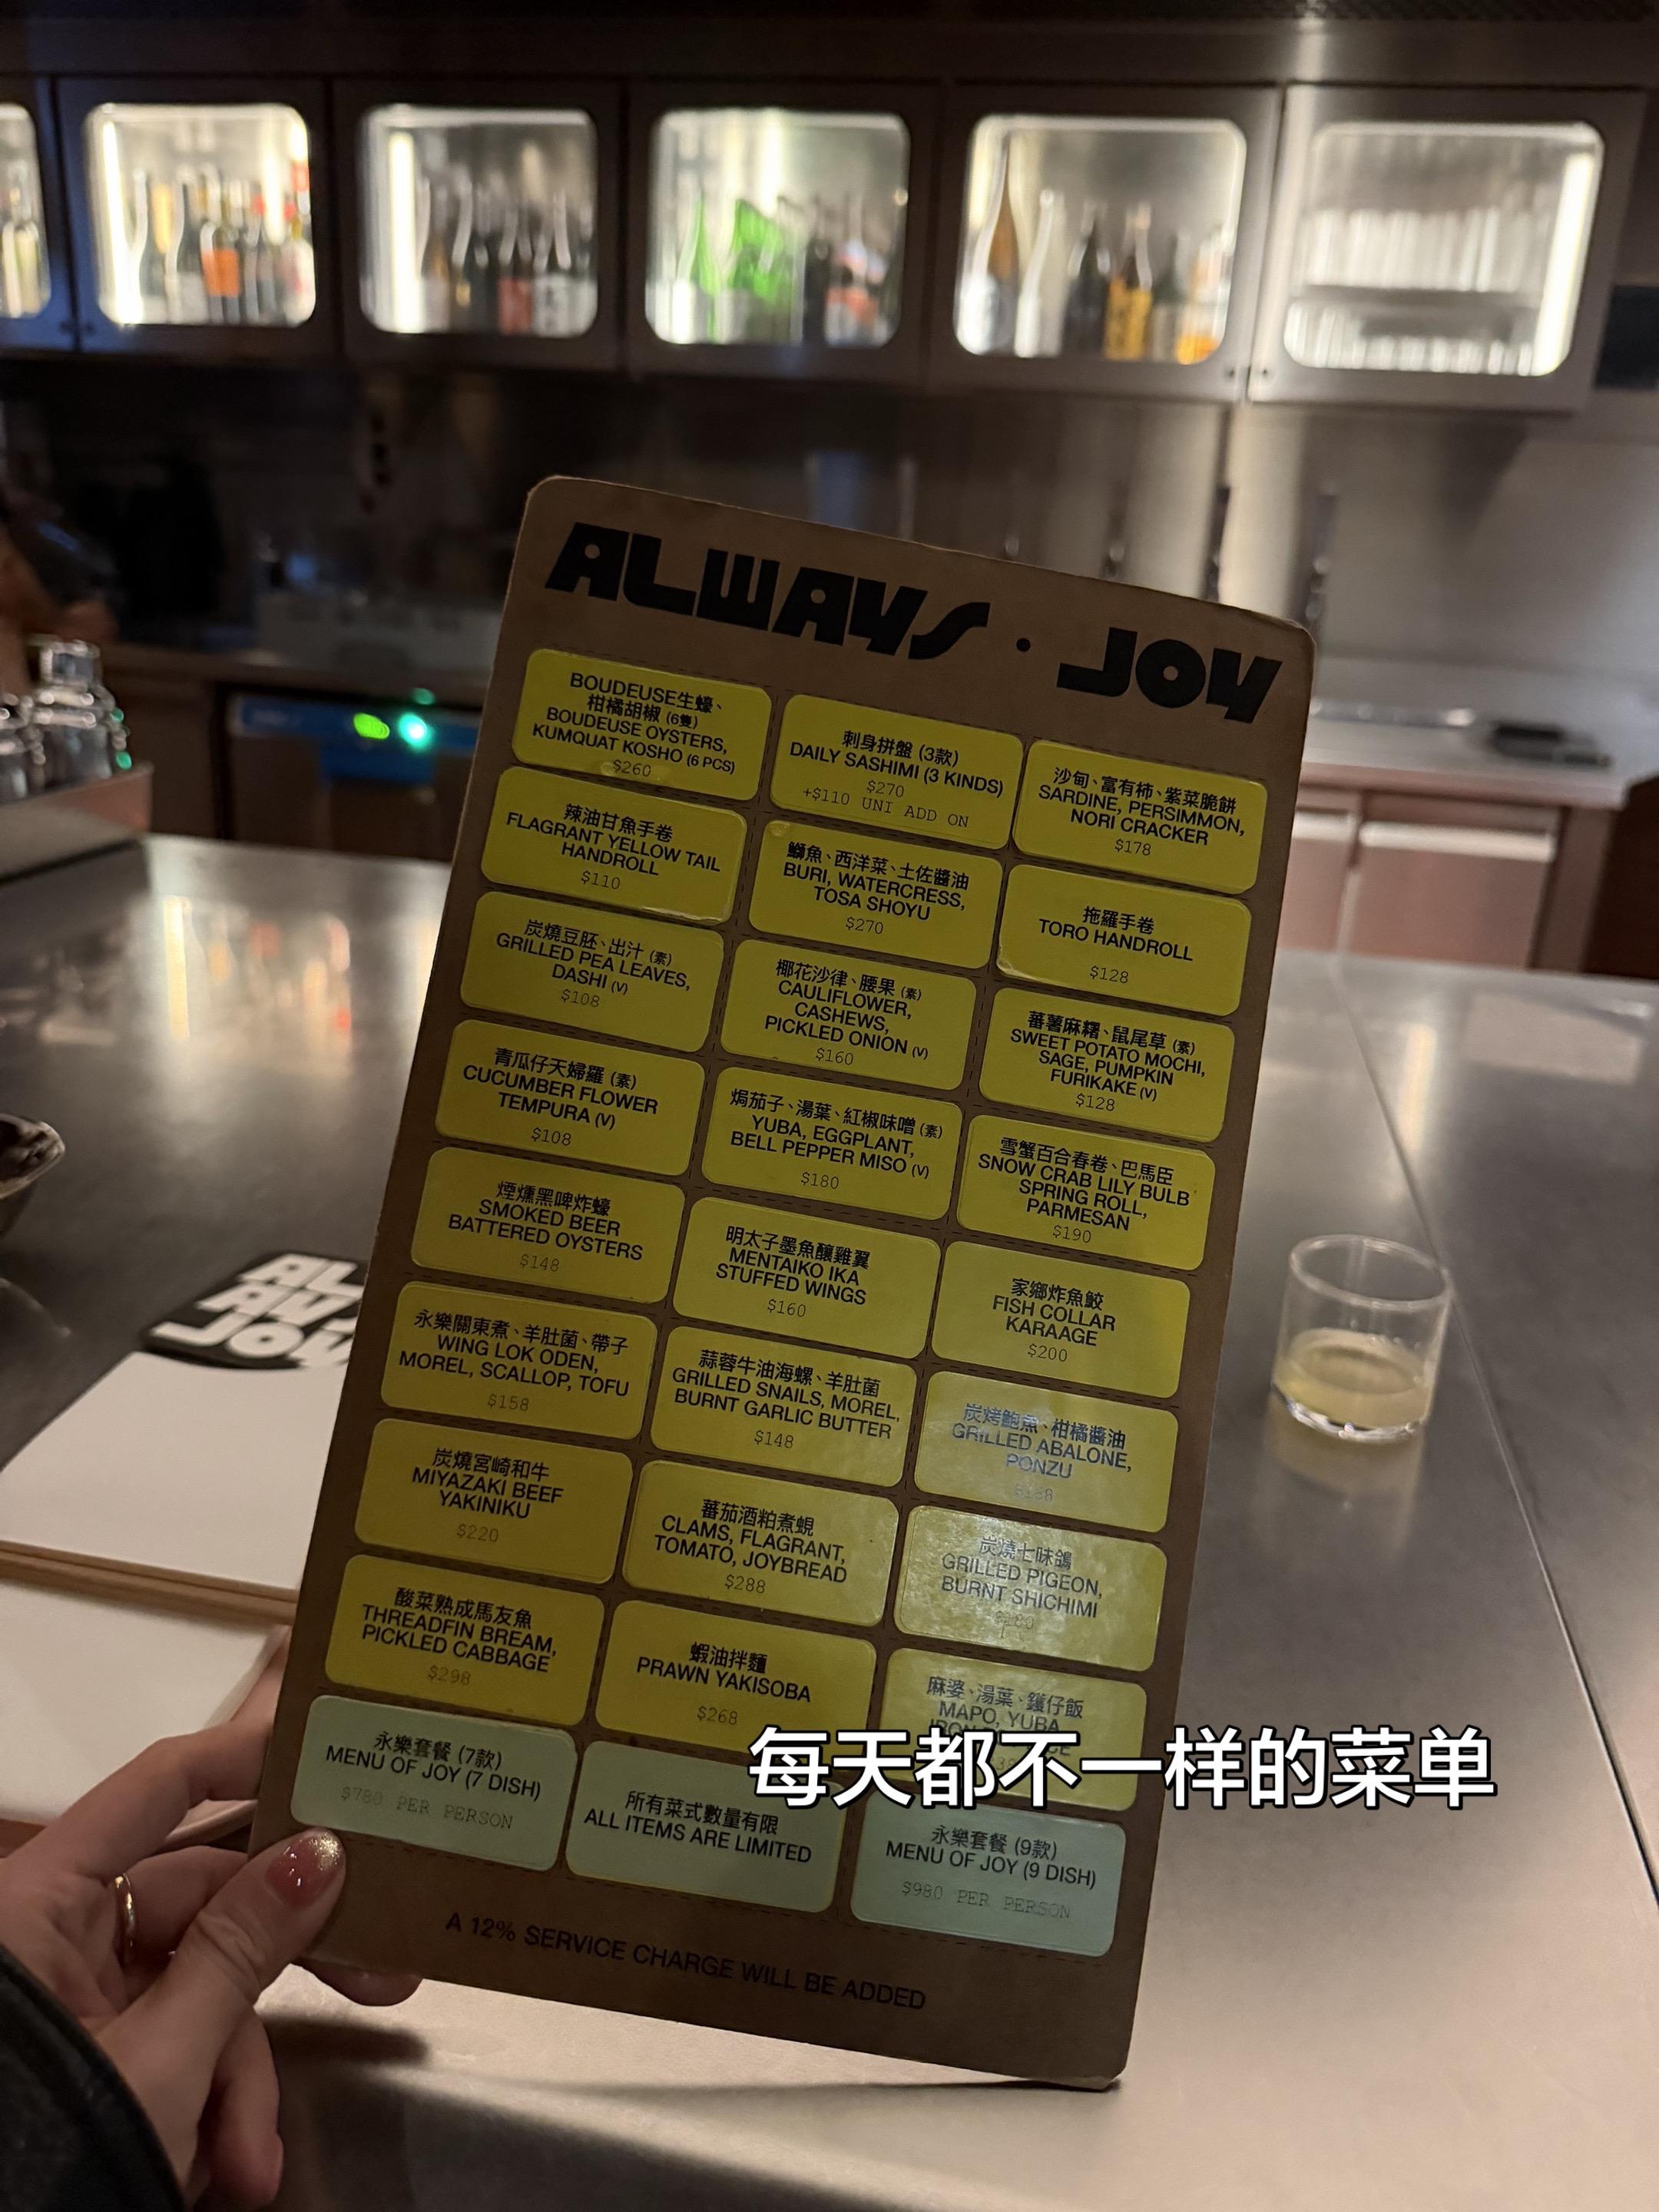 ALWAYS · JOY
BOUDEUSE生蠔、
柑橘胡椒 (6隻)
BOUDEUSE OYSTERS,
KUMQUAT KOSHO (6 PCS)
$260
刺身拼盤 (3款)
DAILY SASHIMI (3 KINDS)
$270
+$110 UNI ADD ON
沙甸、富有柿、紫菜脆餅
SARDINE, PERSIMMON,
NORI CRACKER
$178
辣油甘魚手卷
FLAGRANT YELLOW TAIL
HANDROLL
$110
鰤魚、西洋菜、土佐醬油
BURI, WATERCRESS,
TOSA SHOYU
$270
拖羅手卷
TORO HANDROLL
$128
炭燒豆胚、出汁 (素)
GRILLED PEA LEAVES,
DASHI (V)
$108
椰花沙律、腰果 (素)
CAULIFLOWER,
CASHEWS,
PICKLED ONION (V)
$160
蕃薯麻糬、鼠尾草 (素)
SWEET POTATO MOCHI,
SAGE, PUMPKIN
FURIKAKE (V)
$128
青瓜仔天婦羅 (素)
CUCUMBER FLOWER
TEMPURA (V)
$108
焗茄子、湯葉、紅椒味噌 (素)
YUBA, EGGPLANT,
BELL PEPPER MISO (V)
$180
雪蟹百合春卷、巴馬臣
SNOW CRAB LILY BULB
SPRING ROLL,
PARMESAN
$190
煙燻黑啤炸蠔
SMOKED BEER
BATTERED OYSTERS
$148
明太子墨魚釀雞翼
MENTAIKO IKA
STUFFED WINGS
$160
家鄉炸魚鮫
FISH COLLAR
KARAAGE
$200
永樂關東煮、羊肚菌、帶子
WING LOK ODEN,
MOREL, SCALLOP, TOFU
$158
蒜蓉牛油海螺、羊肚菌
GRILLED SNAILS, MOREL,
BURNT GARLIC BUTTER
$148
炭烤鮑魚、柑橘醬油
GRILLED ABALONE,
PONZU
炭燒宮崎和牛
MIYAZAKI BEEF
YAKINIKU
$220
蕃茄酒粕煮蜆
CLAMS, FLAGRANT,
TOMATO, JOYBREAD
$288
炭燒七味鴿
GRILLED PIGEON,
BURNT SHICHIMI
酸菜熟成馬友魚
THREADFIN BREAM,
PICKLED CABBAGE
$298
蝦油拌麵
PRAWN YAKISOBA
$268
麻婆、湯葉、鑊仔飯
MAPO, YUBA
每天都不一样的菜单
永樂套餐 (7款)
MENU OF JOY (7 DISH)
$780 PER PERSON
所有菜式數量有限
ALL ITEMS ARE LIMITED
永樂套餐 (9款)
MENU OF JOY (9 DISH)
$980 PER PERSON
A 12% SERVICE CHARGE WILL BE ADDED